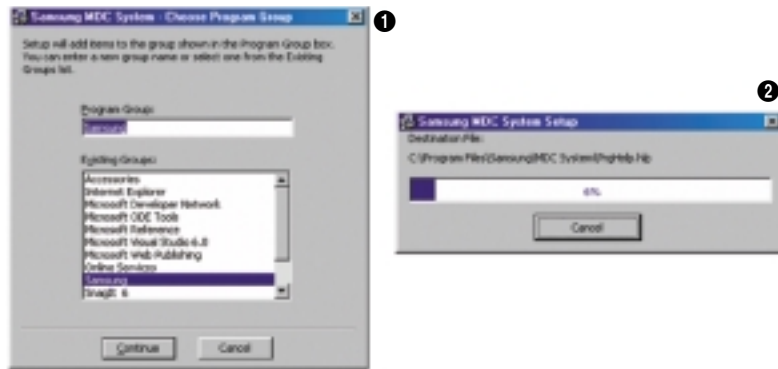 Samsung MDC System - Choose Program Group
❶
Setup will add items to the group shown in the Program Group box.
You can enter a new group name or select one from the Existing
Groups list.
Program Group:
Samsung
Existing Groups:
Accessories
Internet Explorer
Microsoft Developer Network
Microsoft ODE Tools
Microsoft Reference
Microsoft Visual Studio 6.0
Microsoft Web Publishing
Online Services
Samsung
SnagIt 6
Continue
Cancel
❷
Samsung MDC System Setup
Destination File:
C:\Program Files\Samsung\MDC System\
6%
Cancel